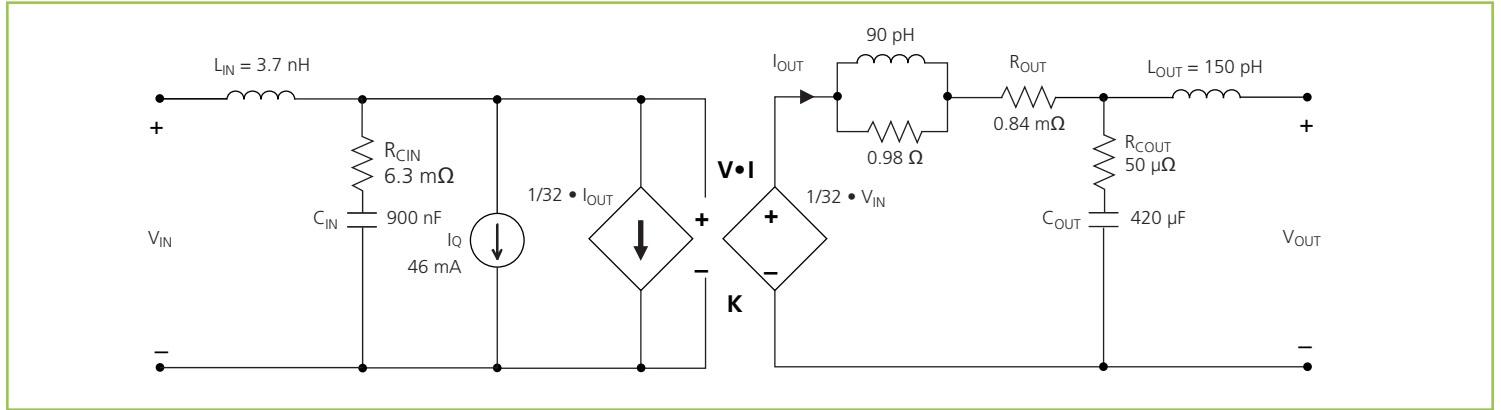 L_IN = 3.7 nH
+
R_CIN
6.3 mΩ
C_IN 900 nF
V_IN
–
I_Q
46 mA
1/32 • I_OUT
V•I
+
–
K
1/32 • V_IN
+
–
I_OUT
90 pH
0.98 Ω
R_OUT
0.84 mΩ
L_OUT = 150 pH
+
R_COUT
50 µΩ
C_OUT 420 µF
V_OUT
–